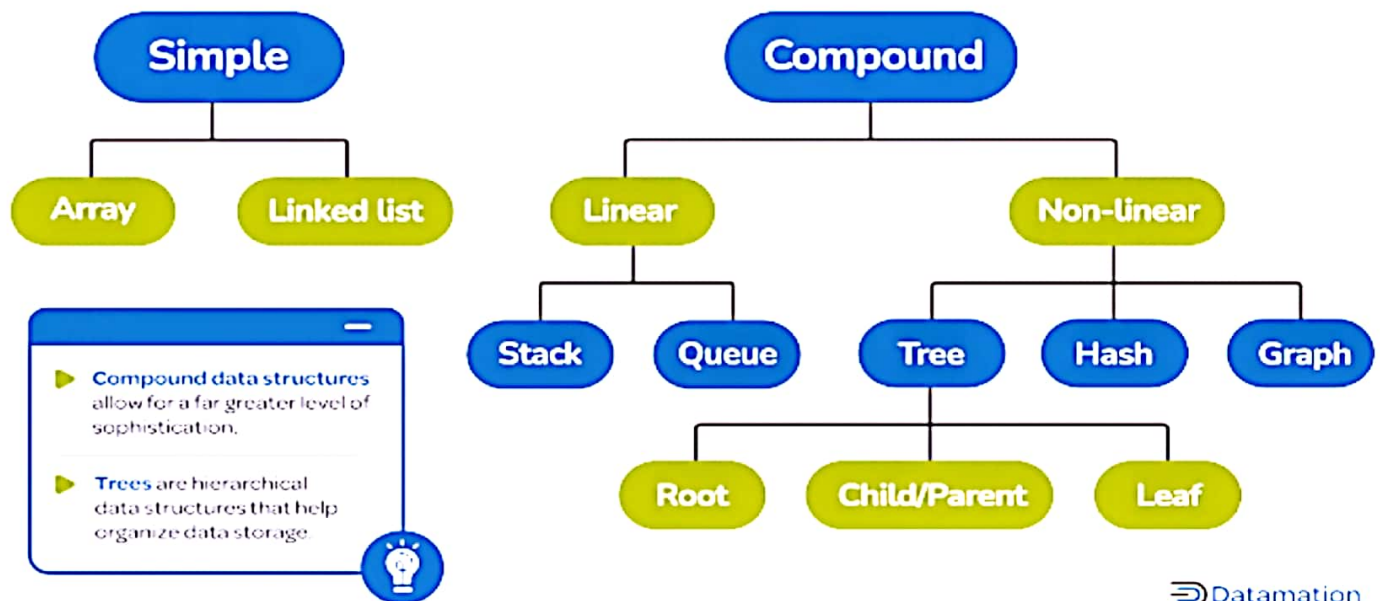 Simple
Compound
Array
Linked list
Linear
Non-linear
Stack
Queue
Tree
Hash
Graph
Compound data structures
allow for a far greater level of
sophistication.
Trees are hierarchical
data structures that help
organize data storage.
Root
Child/Parent
Leaf
Datamation